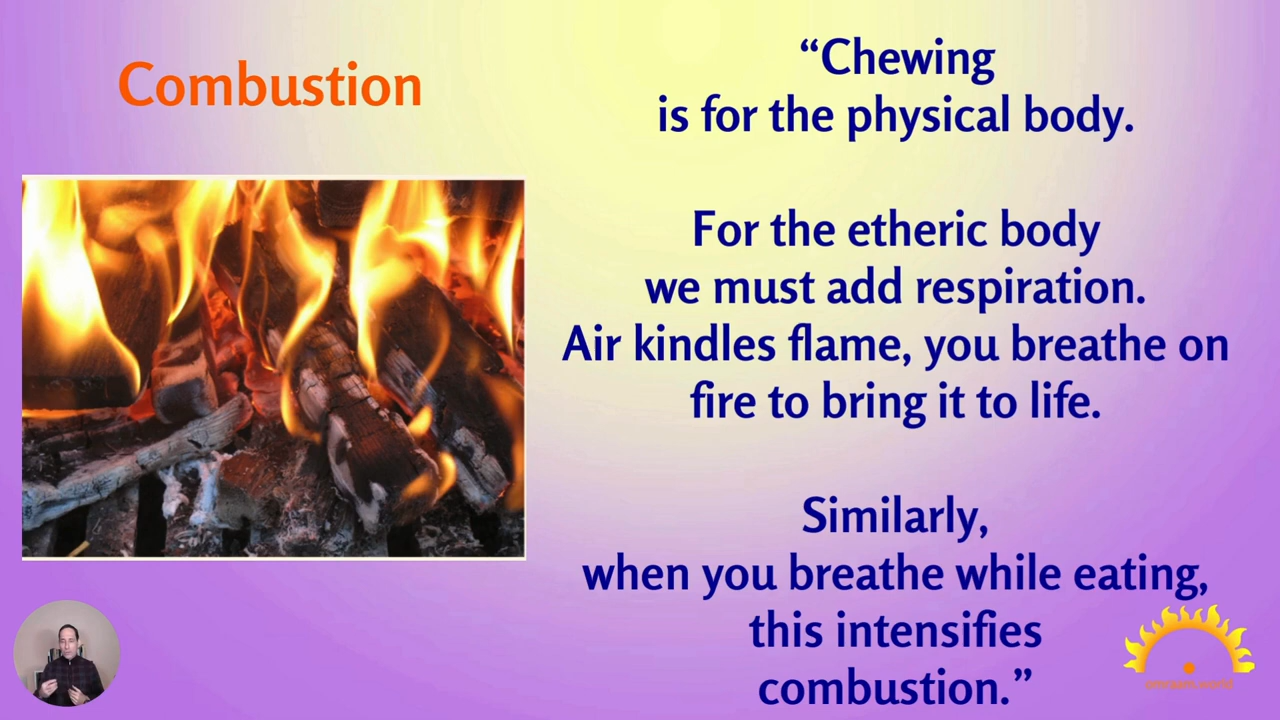 Combustion
“Chewing
is for the physical body.
For the etheric body
we must add respiration.
Air kindles flame, you breathe on
fire to bring it to life.
Similarly,
when you breathe while eating,
this intensifies
combustion.”